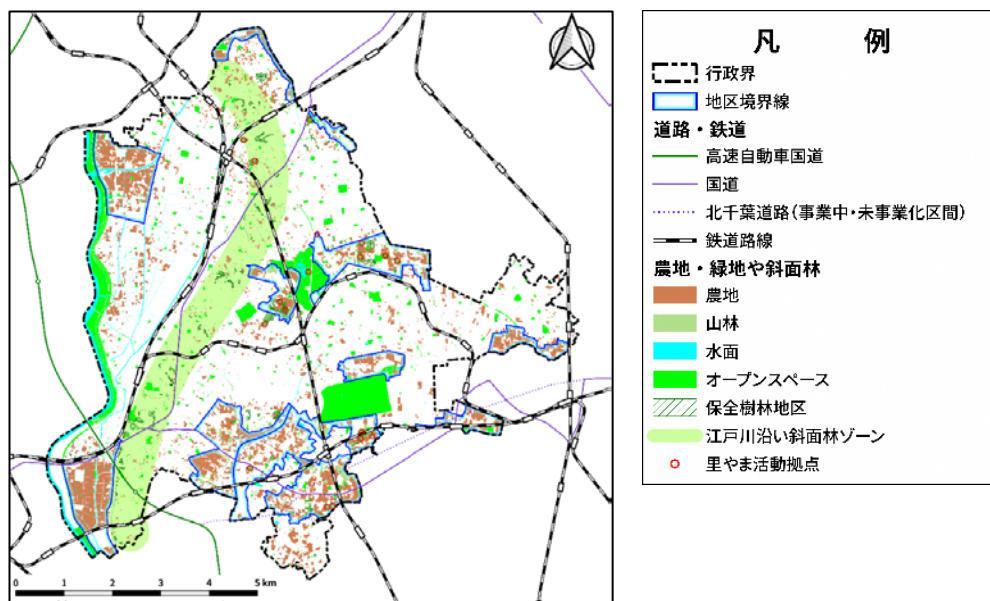 凡 例
行政界
地区境界線
道路・鉄道
高速自動車国道
国道
北千葉道路(事業中・未事業化区間)
鉄道路線
農地・緑地や斜面林
農地
山林
水面
オープンスペース
保全樹林地区
江戸川沿い斜面林ゾーン
里やま活動拠点
0 1 2 3 4 5 km